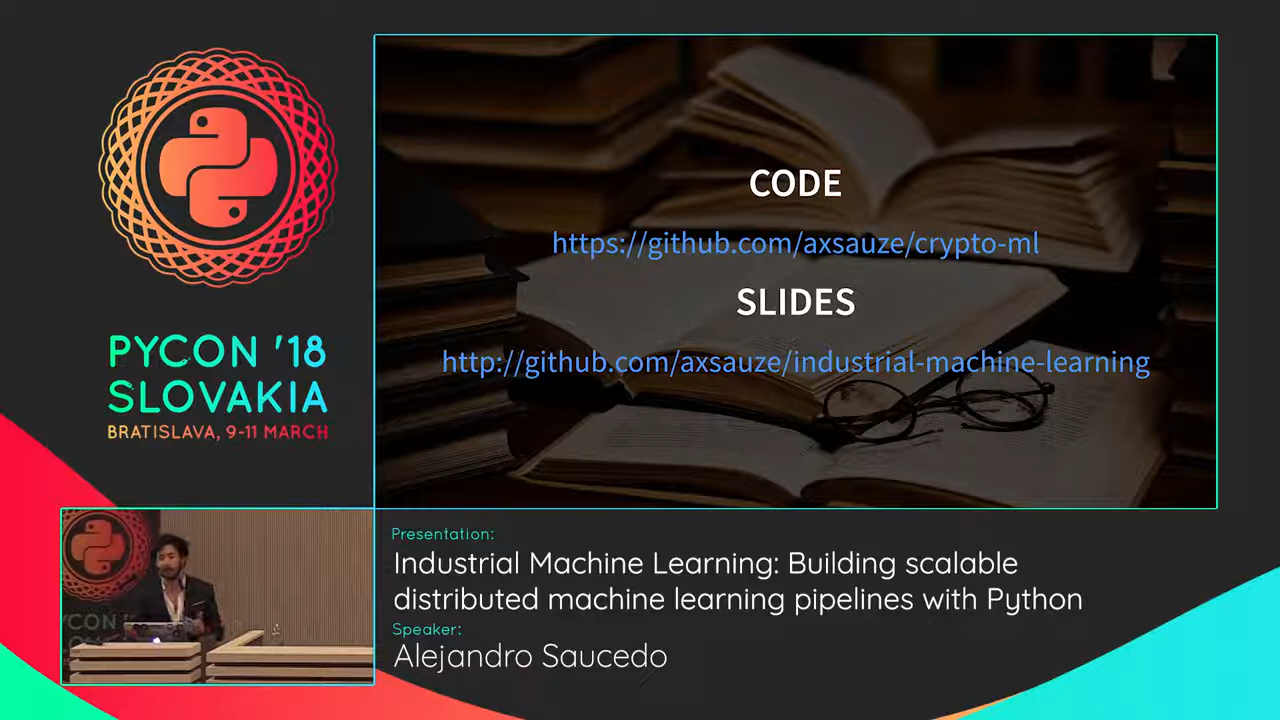 CODE
https://github.com/axsauze/crypto-ml
SLIDES
http://github.com/axsauze/industrial-machine-learning
PYCON '18
SLOVAKIA
BRATISLAVA, 9-11 MARCH
Presentation:
Industrial Machine Learning: Building scalable
distributed machine learning pipelines with Python
Speaker:
Alejandro Saucedo